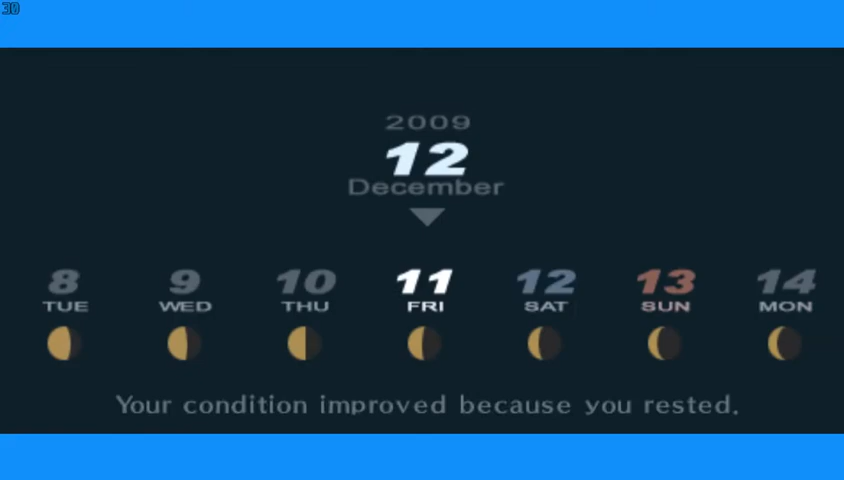 30
2009
12
December
8 9 10 11 12 13 14
TUE WED THU FRI SAT SUN MON
Your condition improved because you rested.